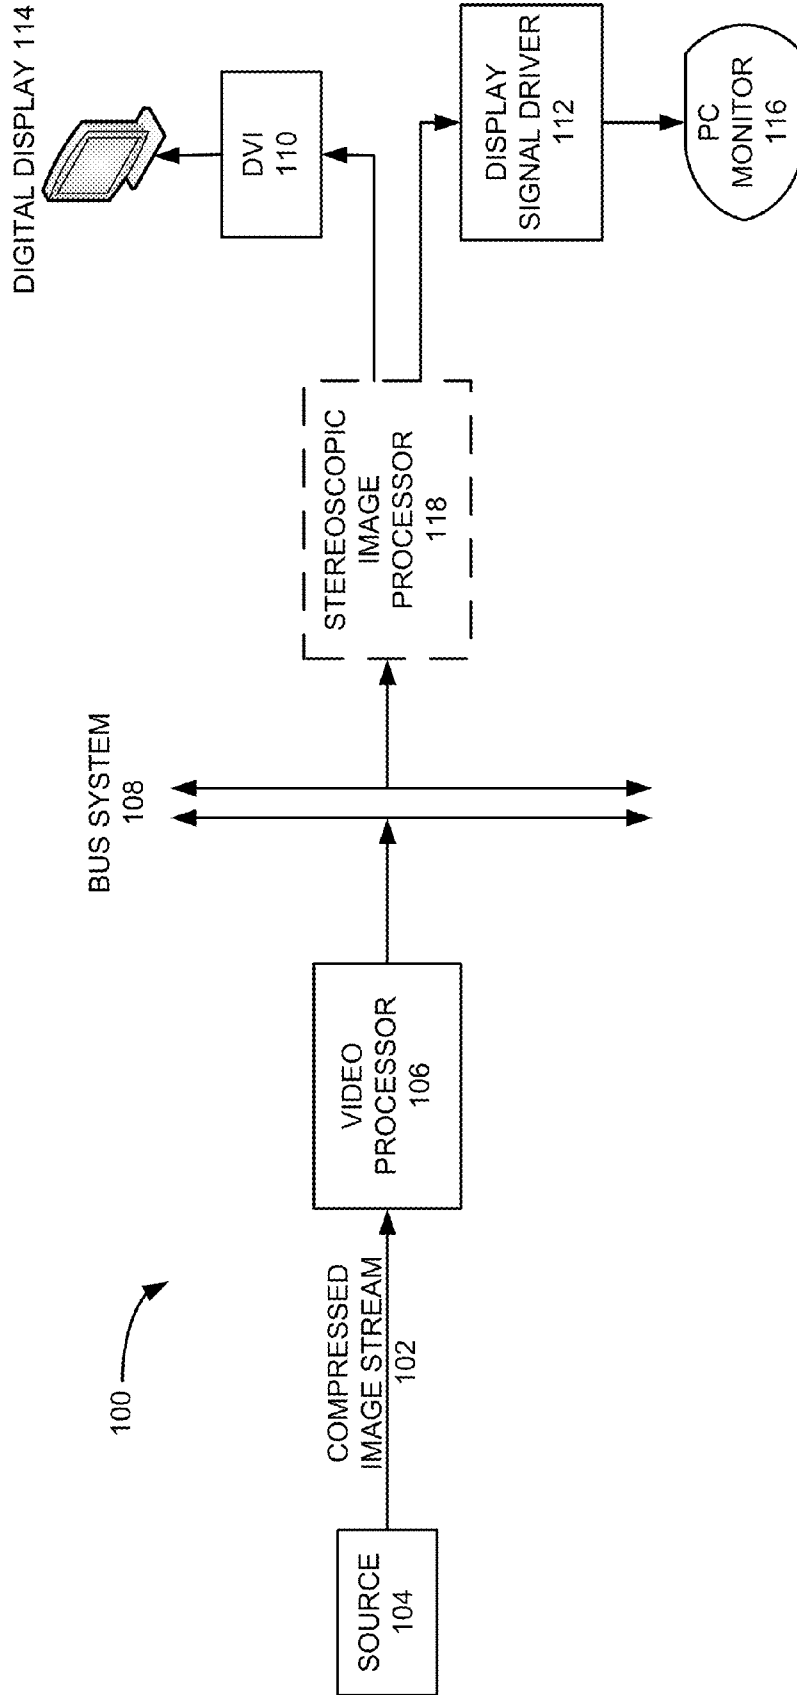 100
SOURCE
104
COMPRESSED
IMAGE STREAM
102
VIDEO
PROCESSOR
106
BUS SYSTEM
108
STEREOSCOPIC
IMAGE
PROCESSOR
118
DVI
110
DIGITAL DISPLAY 114
DISPLAY
SIGNAL DRIVER
112
PC
MONITOR
116